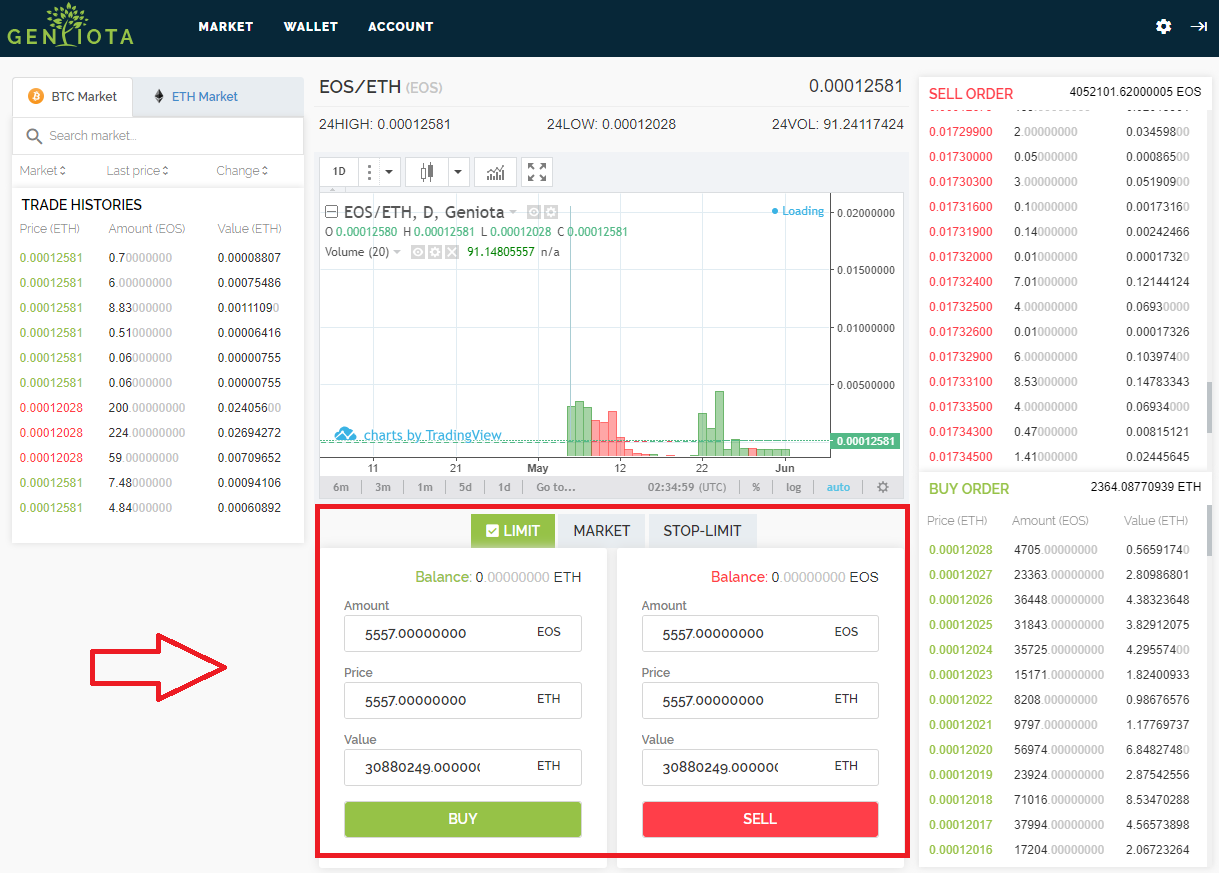 GENIOTA
MARKET WALLET ACCOUNT
BTC Market ETH Market
Search market..
Market Last price Change
TRADE HISTORIES
Price (ETH) Amount (EOS) Value (ETH)
0.00012581 0.70000000 0.00008807
0.00012581 6.00000000 0.00075486
0.00012581 8.83000000 0.00111090
0.00012581 0.51000000 0.00006416
0.00012581 0.06000000 0.00000755
0.00012581 0.06000000 0.00000755
0.00012028 200.00000000 0.02405600
0.00012028 224.00000000 0.02694272
0.00012028 59.00000000 0.00709652
0.00012581 7.48000000 0.00094106
0.00012581 4.84000000 0.00060892
EOS/ETH (EOS) 0.00012581
24HIGH: 0.00012581 24LOW: 0.00012028 24VOL: 91.24117424
1D
EOS/ETH, D, Geniota
Loading
O 0.00012580 H 0.00012581 L 0.00012028 C 0.00012581
Volume (20) 91.14805557 n/a
0.02000000
0.01500000
0.01000000
0.00500000
0.00012581
charts by TradingView
11 21 May 12 22 Jun
6m 3m 1m 5d 1d Go to... 02:34:59 (UTC) % log auto
LIMIT MARKET STOP-LIMIT
Balance: 0.00000000 ETH
Amount
5557.00000000 EOS
Price
5557.00000000 ETH
Value
30880249.00000 ETH
BUY
Balance: 0.00000000 EOS
Amount
5557.00000000 EOS
Price
5557.00000000 ETH
Value
30880249.00000 ETH
SELL
SELL ORDER 4052101.62000005 EOS
0.01729900 2.00000000 0.03459800
0.01730000 0.05000000 0.00086500
0.01730300 3.00000000 0.05190900
0.01731600 0.10000000 0.00173160
0.01731900 0.14000000 0.00242466
0.01732000 0.01000000 0.00017320
0.01732400 7.01000000 0.12144124
0.01732500 4.00000000 0.06930000
0.01732600 0.01000000 0.00017326
0.01732900 6.00000000 0.10397400
0.01733100 8.53000000 0.14783343
0.01733500 4.00000000 0.06934000
0.01734300 0.47000000 0.00815121
0.01734500 1.41000000 0.02445645
BUY ORDER 2364.08770939 ETH
Price (ETH) Amount (EOS) Value (ETH)
0.00012028 4705.00000000 0.56591740
0.00012027 23363.00000000 2.80986801
0.00012026 36448.00000000 4.38323648
0.00012025 31843.00000000 3.82912075
0.00012024 35725.00000000 4.29557400
0.00012023 15171.00000000 1.82400933
0.00012022 8208.00000000 0.98676576
0.00012021 9797.00000000 1.17769737
0.00012020 56974.00000000 6.84827480
0.00012019 23924.00000000 2.87542556
0.00012018 71016.00000000 8.53470288
0.00012017 37994.00000000 4.56573898
0.00012016 17204.00000000 2.06723264